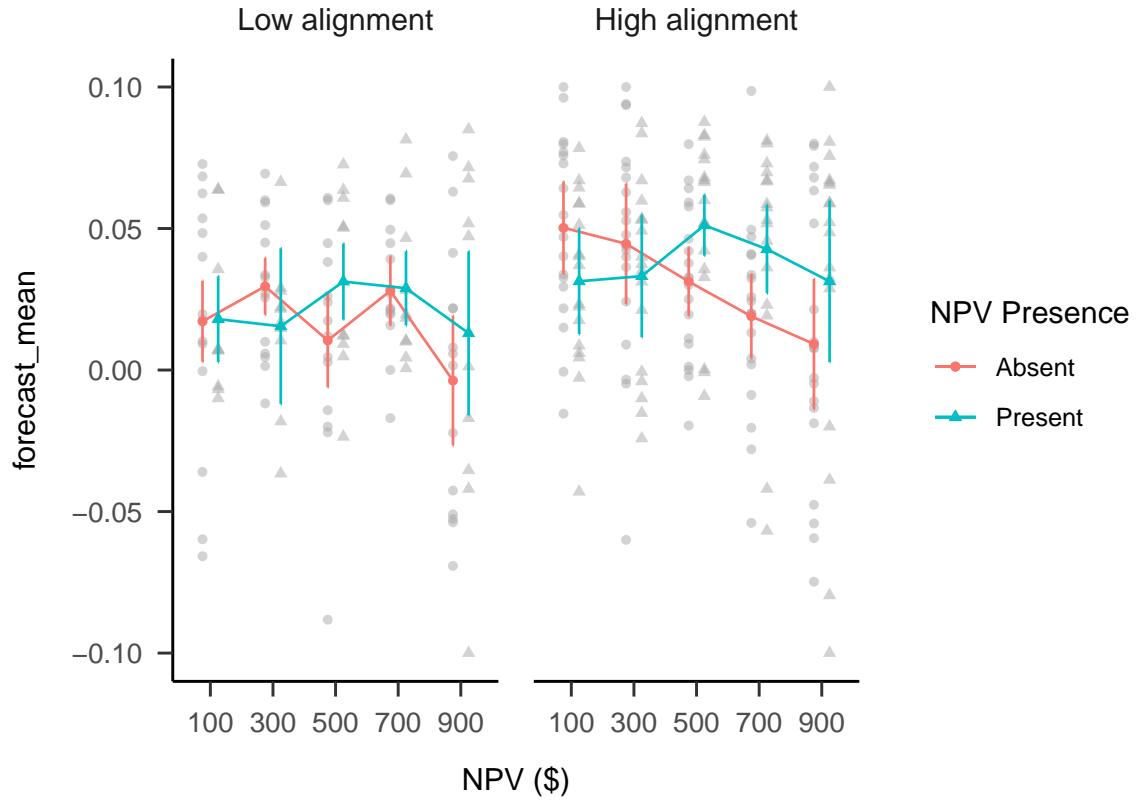 Low alignment
High alignment
0.10
0.05
0.00
−0.05
−0.10
forecast_mean
100 300 500 700 900
100 300 500 700 900
NPV ($)
NPV Presence
Absent
Present